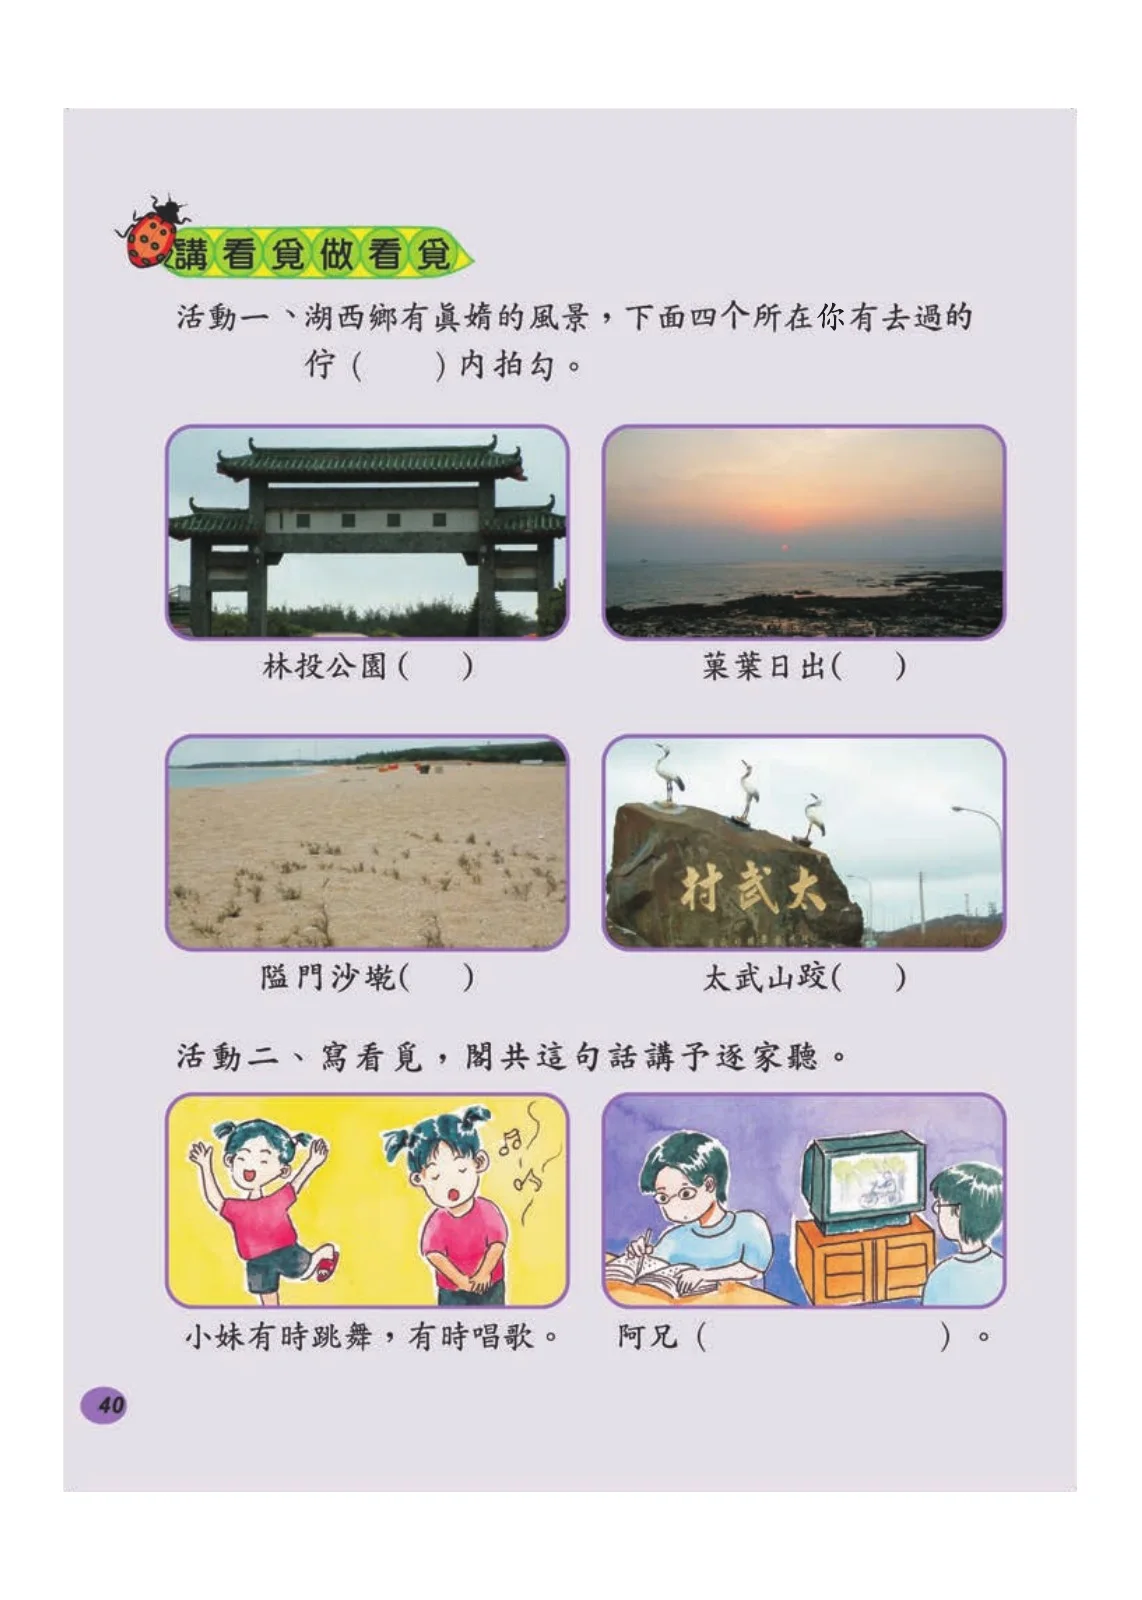 講看覓做看覓
活動一、湖西鄉有真媠的風景，下面四个所在你有去過的
佇（　　）內拍勾。
林投公園（　）
菓葉日出（　）
太武村
隘門沙墘（　）
太武山跤（　）
活動二、寫看覓，閣共這句話講予逐家聽。
小妹有時跳舞，有時唱歌。
阿兄（　　　　　　　）。
40